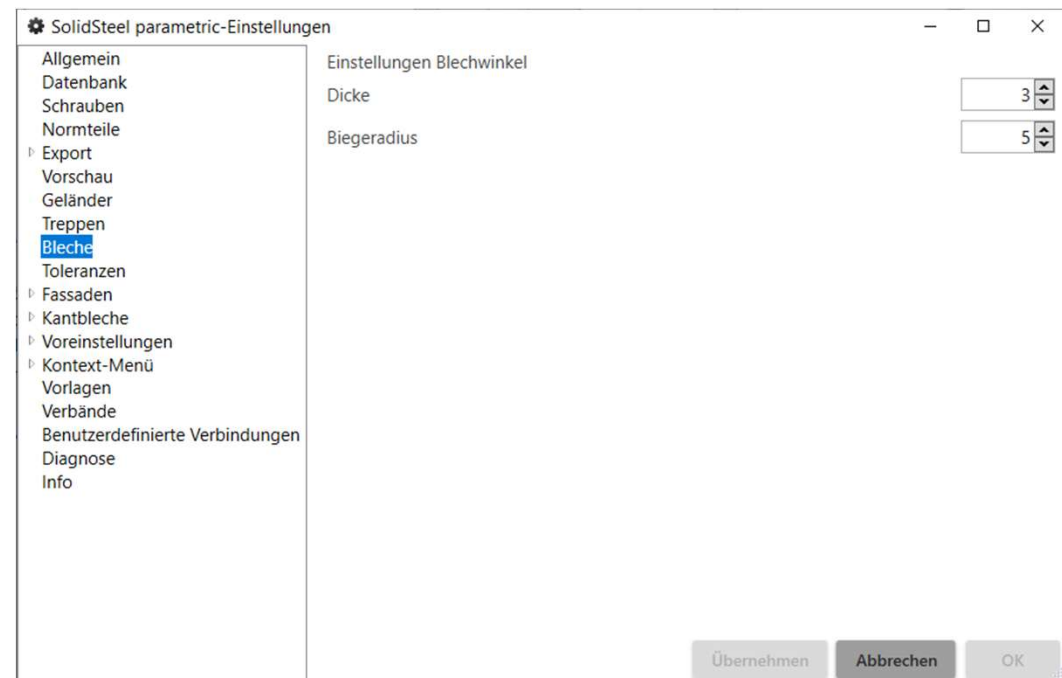 SolidSteel parametric-Einstellungen
Allgemein
Datenbank
Schrauben
Normteile
Export
Vorschau
Geländer
Treppen
Bleche
Toleranzen
Fassaden
Kantbleche
Voreinstellungen
Kontext-Menü
Vorlagen
Verbände
Benutzerdefinierte Verbindungen
Diagnose
Info
Einstellungen Blechwinkel
Dicke 3
Biegeradius 5
Übernehmen Abbrechen OK